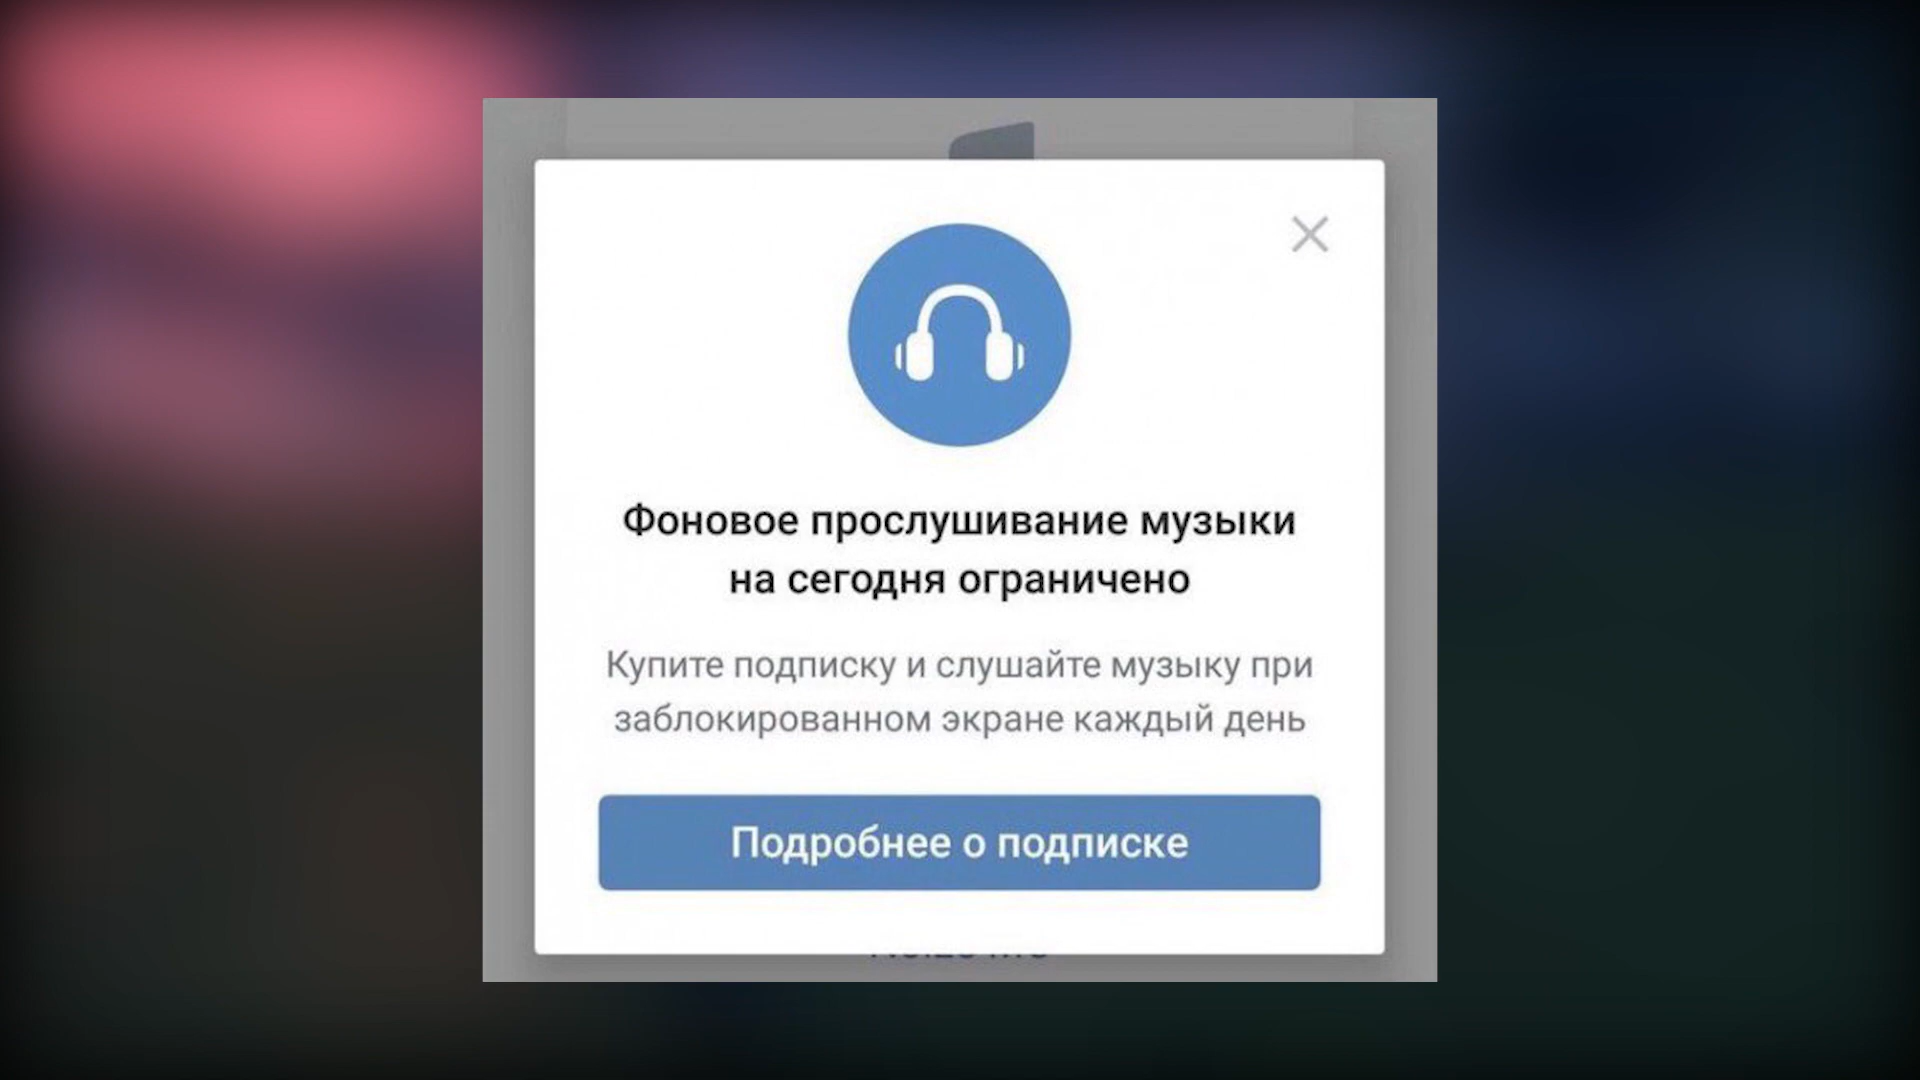 Фоновое прослушивание музыки
на сегодня ограничено
Купите подписку и слушайте музыку при
заблокированном экране каждый день
Подробнее о подписке